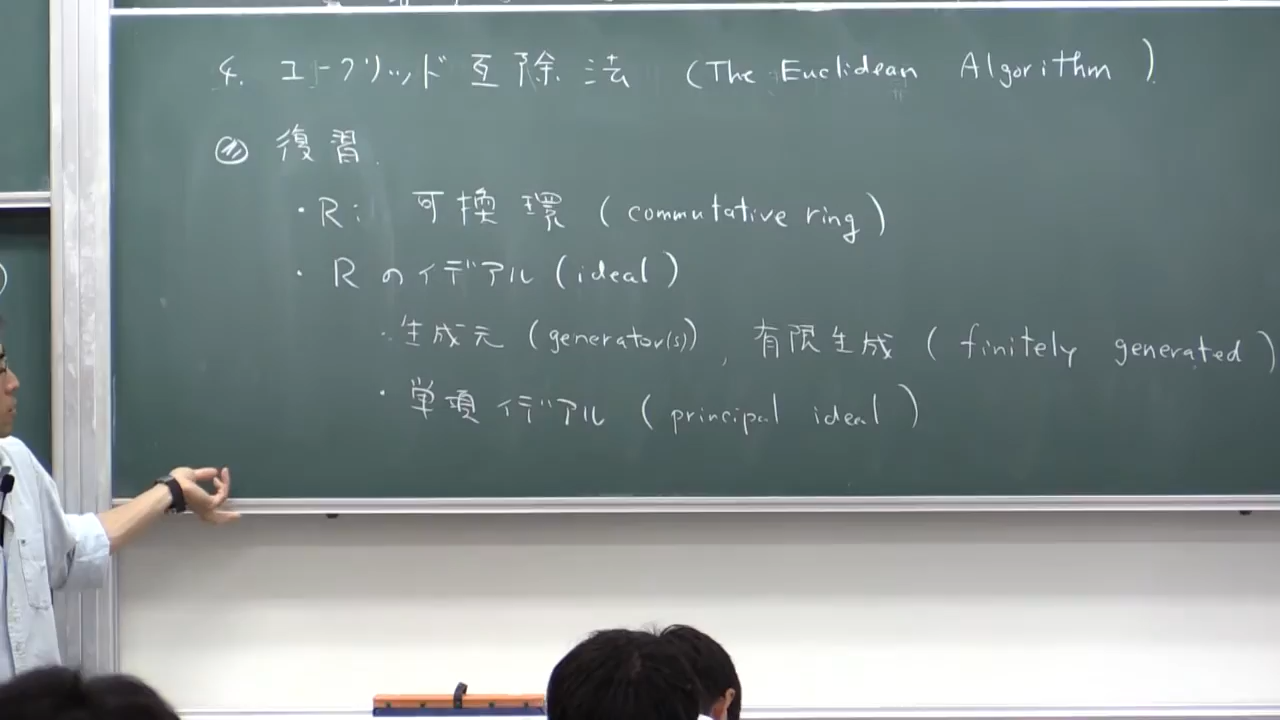 4. ユークリッド互除法 (The Euclidean Algorithm)
復習.
・R: 可換環 (commutative ring)
・Rのイデアル (ideal)
・生成元 (generator(s)), 有限生成 (finitely generated)
・単項イデアル (principal ideal)